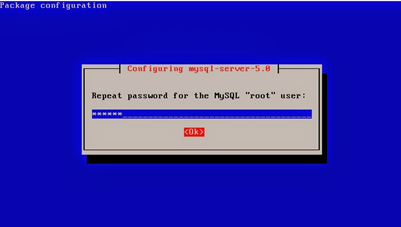 Package configuration
Configuring mysql-server-5.0
Repeat password for the MySQL "root" user:
******
<Ok>